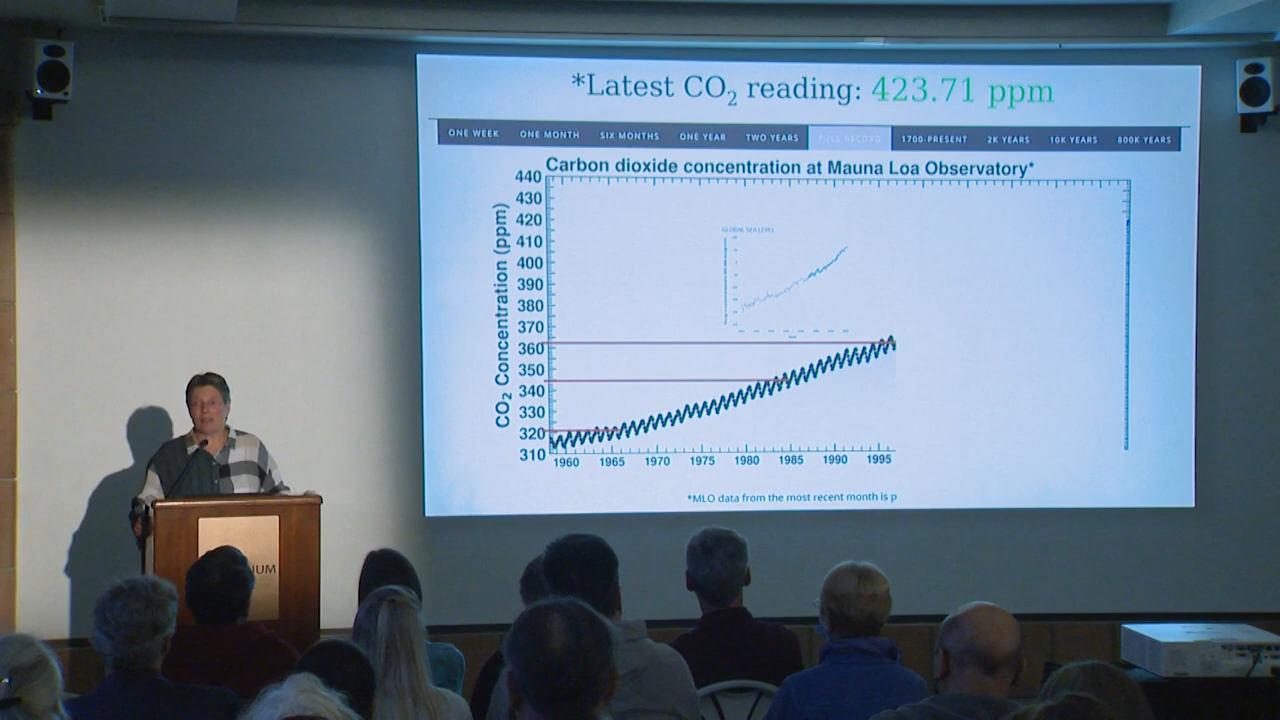 *Latest CO₂ reading: 423.71 ppm
ONE WEEK ONE MONTH SIX MONTHS ONE YEAR TWO YEARS FULL RECORD 1700-PRESENT 2K YEARS 10K YEARS 800K YEARS
Carbon dioxide concentration at Mauna Loa Observatory*
CO₂ Concentration (ppm)
440
430
420
410
400
390
380
370
360
350
340
330
320
310
GLOBAL SEA LEVEL
1960 1965 1970 1975 1980 1985 1990 1995
*MLO data from the most recent month is p
IUM